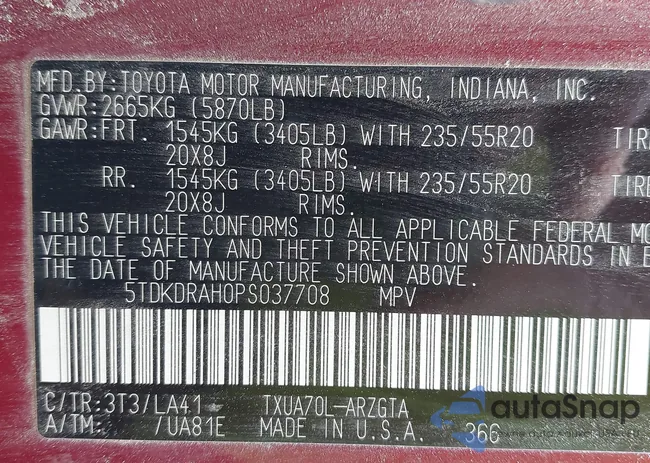 MFD.BY:TOYOTA MOTOR MANUFACTURING, INDIANA, INC.
GVWR:2665KG (5870LB)
GAWR:FRT. 1545KG (3405LB) WITH 235/55R20 TIR
20X8J RIMS.
RR. 1545KG (3405LB) WITH 235/55R20 TIR
20X8J RIMS.
THIS VEHICLE CONFORMS TO ALL APPLICABLE FEDERAL MO
VEHICLE SAFETY AND THEFT PREVENTION STANDARDS IN E
THE DATE OF MANUFACTURE SHOWN ABOVE.
5TDKDRAH0PS037708 MPV
C/TR:3T3/LA41 TXUA70L-ARZGTA
A/TM: /UA81E MADE IN U.S.A. 366
autoSnap